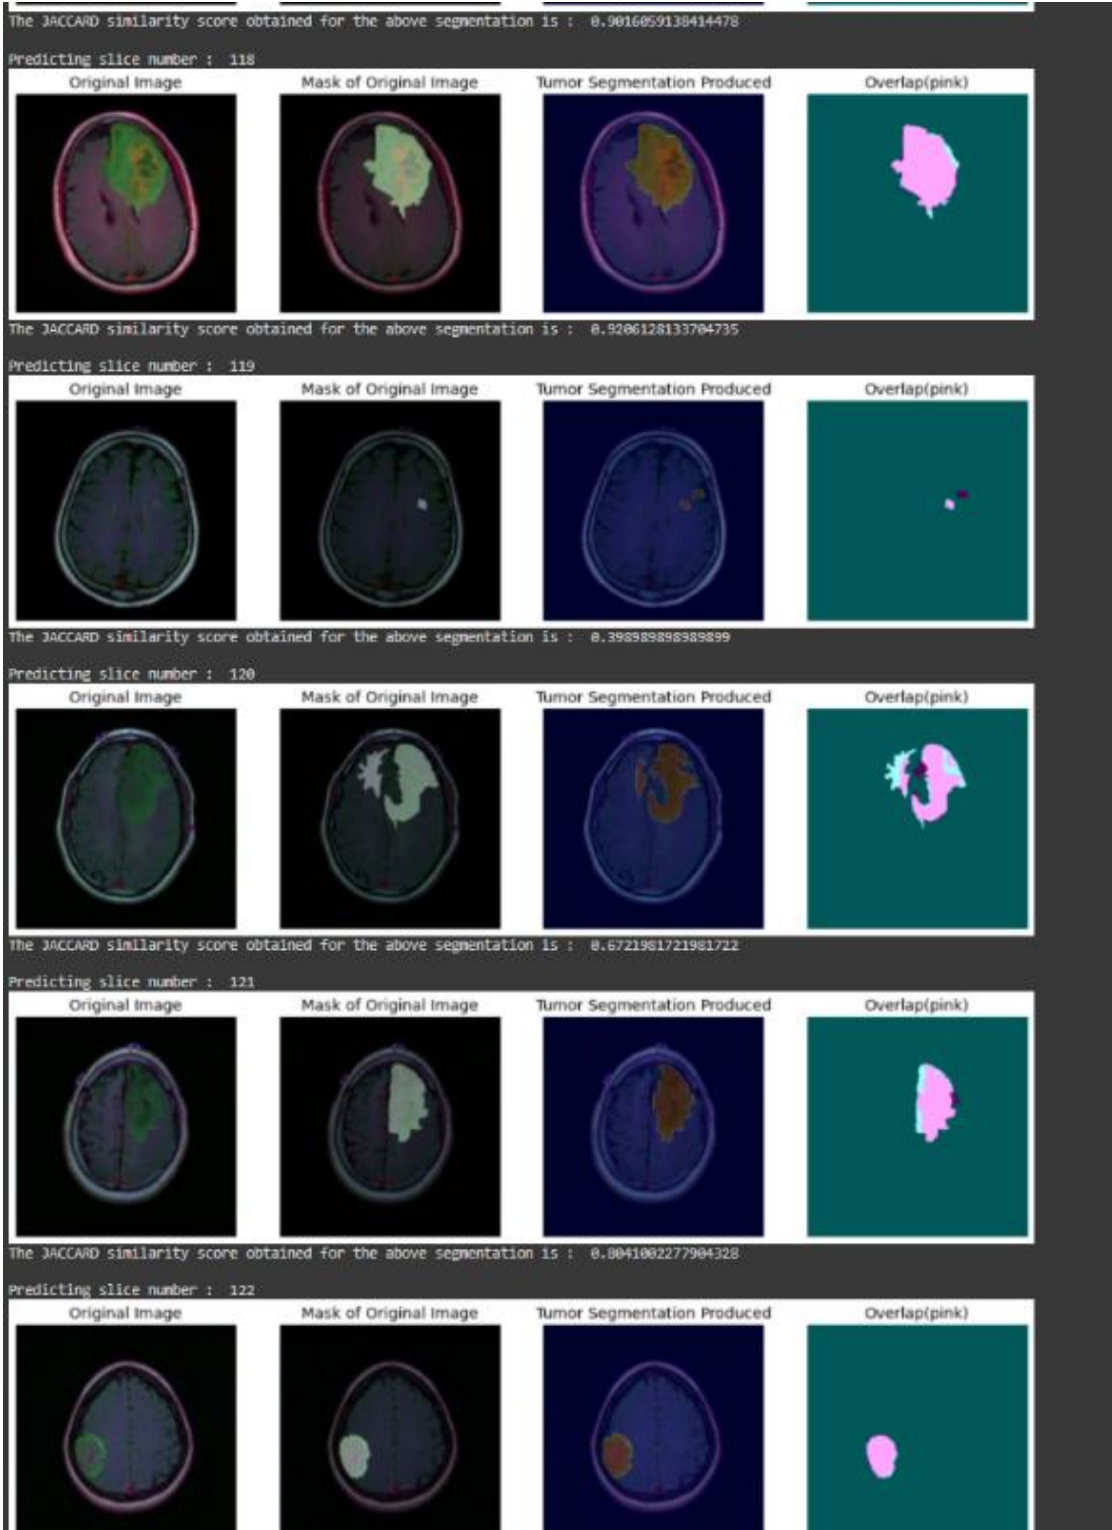 The JACCARD similarity score obtained for the above segmentation is :  0.9016059138414478
Predicting slice number :  118
Original Image Mask of Original Image Tumor Segmentation Produced Overlap(pink)
The JACCARD similarity score obtained for the above segmentation is :  0.9206128133704735
Predicting slice number :  119
Original Image Mask of Original Image Tumor Segmentation Produced Overlap(pink)
The JACCARD similarity score obtained for the above segmentation is :  0.398989898989899
Predicting slice number :  120
Original Image Mask of Original Image Tumor Segmentation Produced Overlap(pink)
The JACCARD similarity score obtained for the above segmentation is :  0.6721981721981722
Predicting slice number :  121
Original Image Mask of Original Image Tumor Segmentation Produced Overlap(pink)
The JACCARD similarity score obtained for the above segmentation is :  0.8041002277904328
Predicting slice number :  122
Original Image Mask of Original Image Tumor Segmentation Produced Overlap(pink)